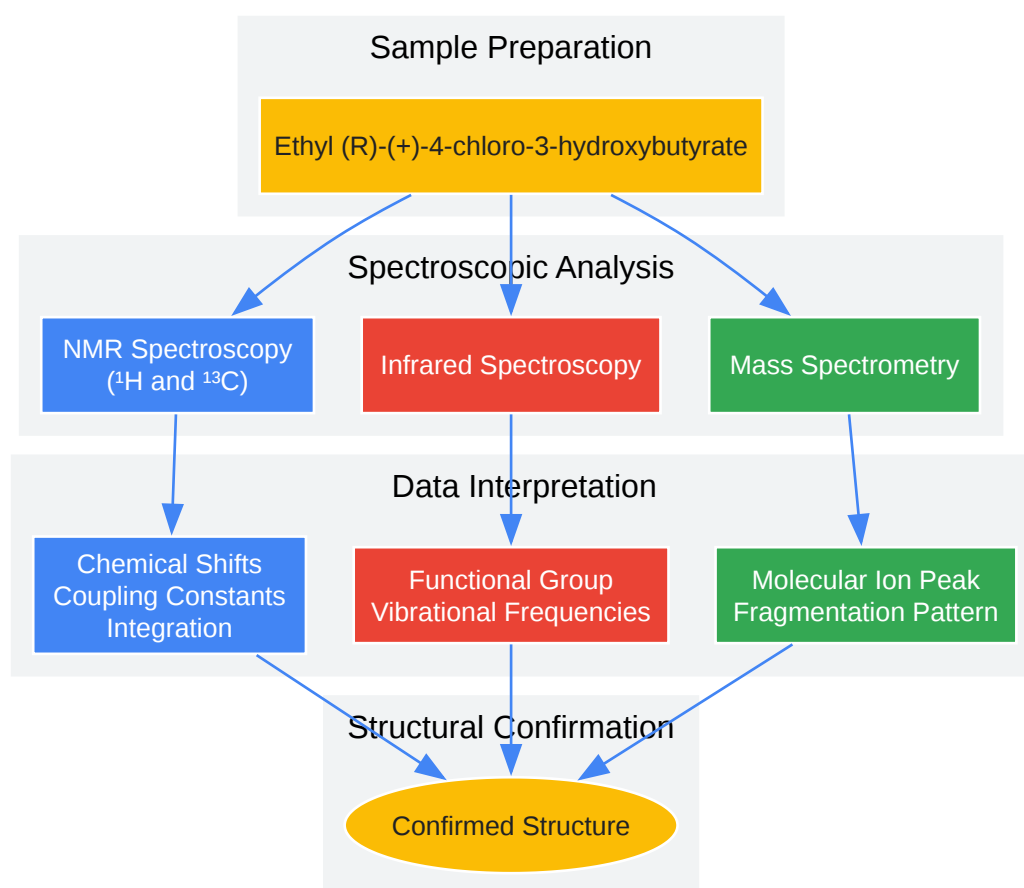 Sample Preparation
Ethyl (R)-(+)-4-chloro-3-hydroxybutyrate
Spectroscopic Analysis
NMR Spectroscopy
(¹H and ¹³C)
Infrared Spectroscopy
Mass Spectrometry
Data Interpretation
Chemical Shifts
Coupling Constants
Integration
Functional Group
Vibrational Frequencies
Molecular Ion Peak
Fragmentation Pattern
Structural Confirmation
Confirmed Structure